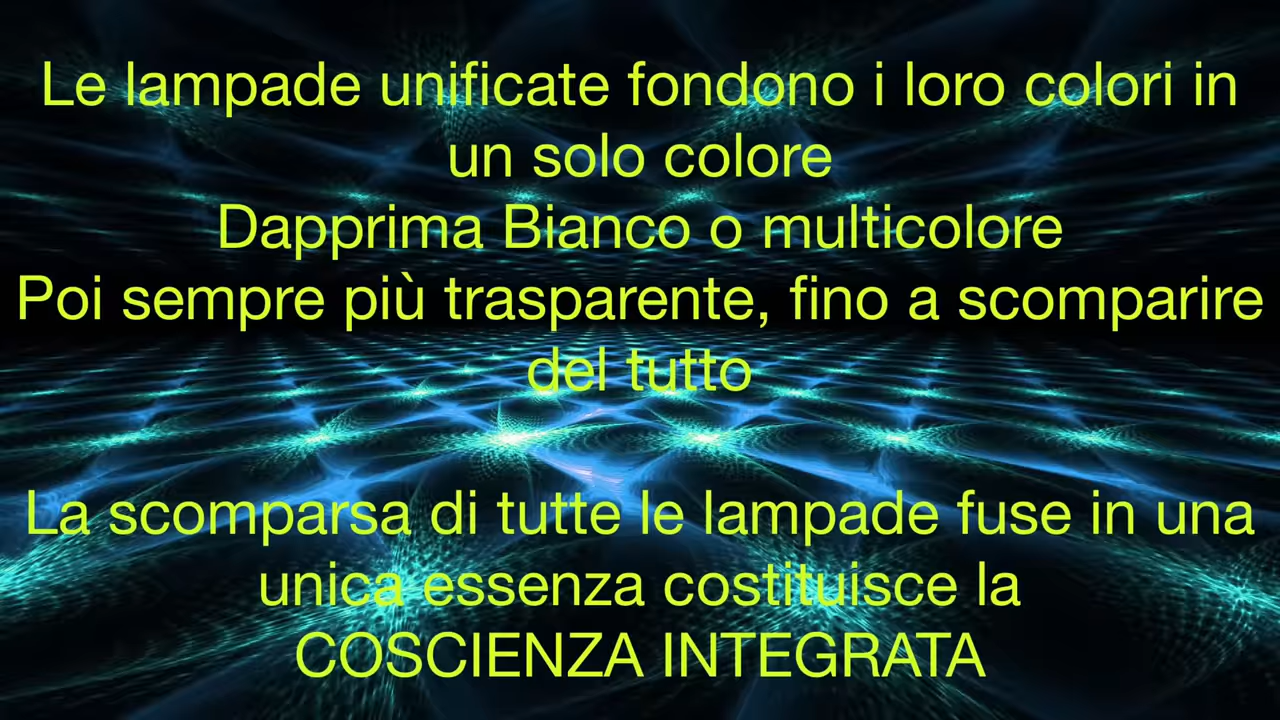 Le lampade unificate fondono i loro colori in
un solo colore
Dapprima Bianco o multicolore
Poi sempre più trasparente, fino a scomparire
del tutto
La scomparsa di tutte le lampade fuse in una
unica essenza costituisce la
COSCIENZA INTEGRATA